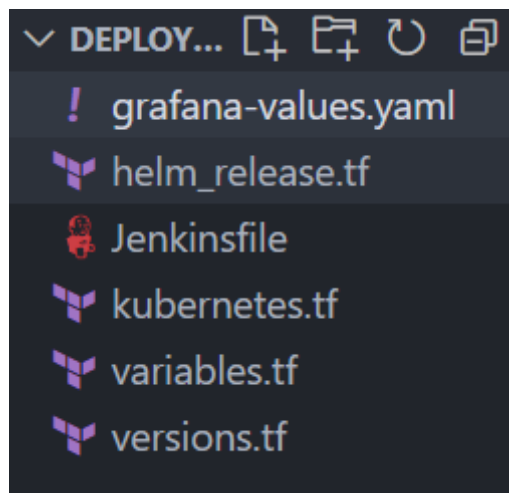 DEPLOY...
grafana-values.yaml
helm_release.tf
Jenkinsfile
kubernetes.tf
variables.tf
versions.tf